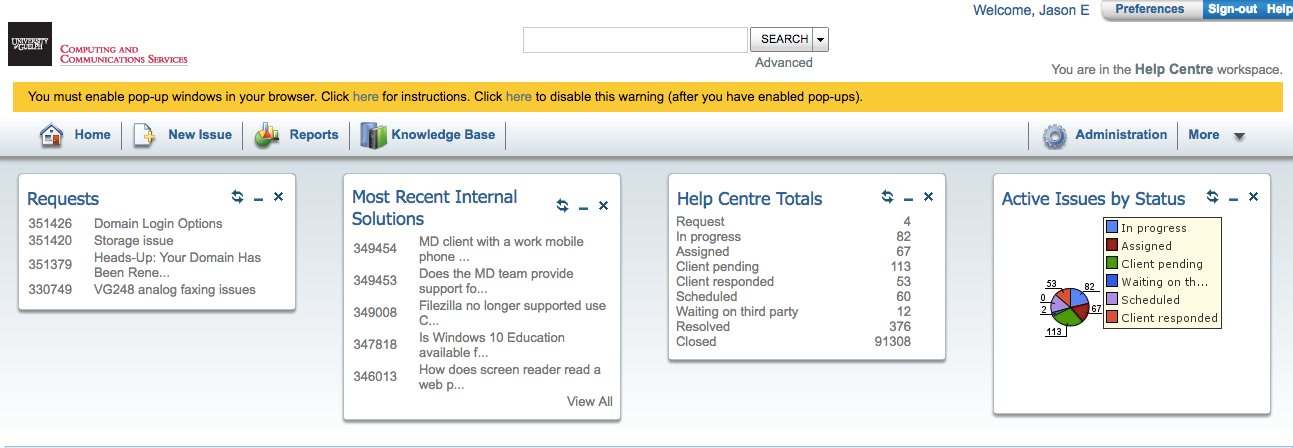 Welcome, Jason E
Preferences
Sign-out Help
UNIVERSITY
OF GUELPH
COMPUTING AND
COMMUNICATIONS SERVICES
SEARCH
Advanced
You are in the Help Centre workspace.
You must enable pop-up windows in your browser. Click here for instructions. Click here to disable this warning (after you have enabled pop-ups).
Home
New Issue
Reports
Knowledge Base
Administration
More
Requests
351426 Domain Login Options
351420 Storage issue
351379 Heads-Up: Your Domain Has
Been Rene...
330749 VG248 analog faxing issues
Most Recent Internal
Solutions
349454 MD client with a work mobile
phone ...
349453 Does the MD team provide
support fo...
349008 Filezilla no longer supported use
C...
347818 Is Windows 10 Education
available f...
346013 How does screen reader read a
web p...
View All
Help Centre Totals
Request 4
In progress 82
Assigned 67
Client pending 113
Client responded 53
Scheduled 60
Waiting on third party 12
Resolved 376
Closed 91308
Active Issues by Status
In progress
Assigned
Client pending
Waiting on th...
Scheduled
Client responded
53
82
0
2
67
113